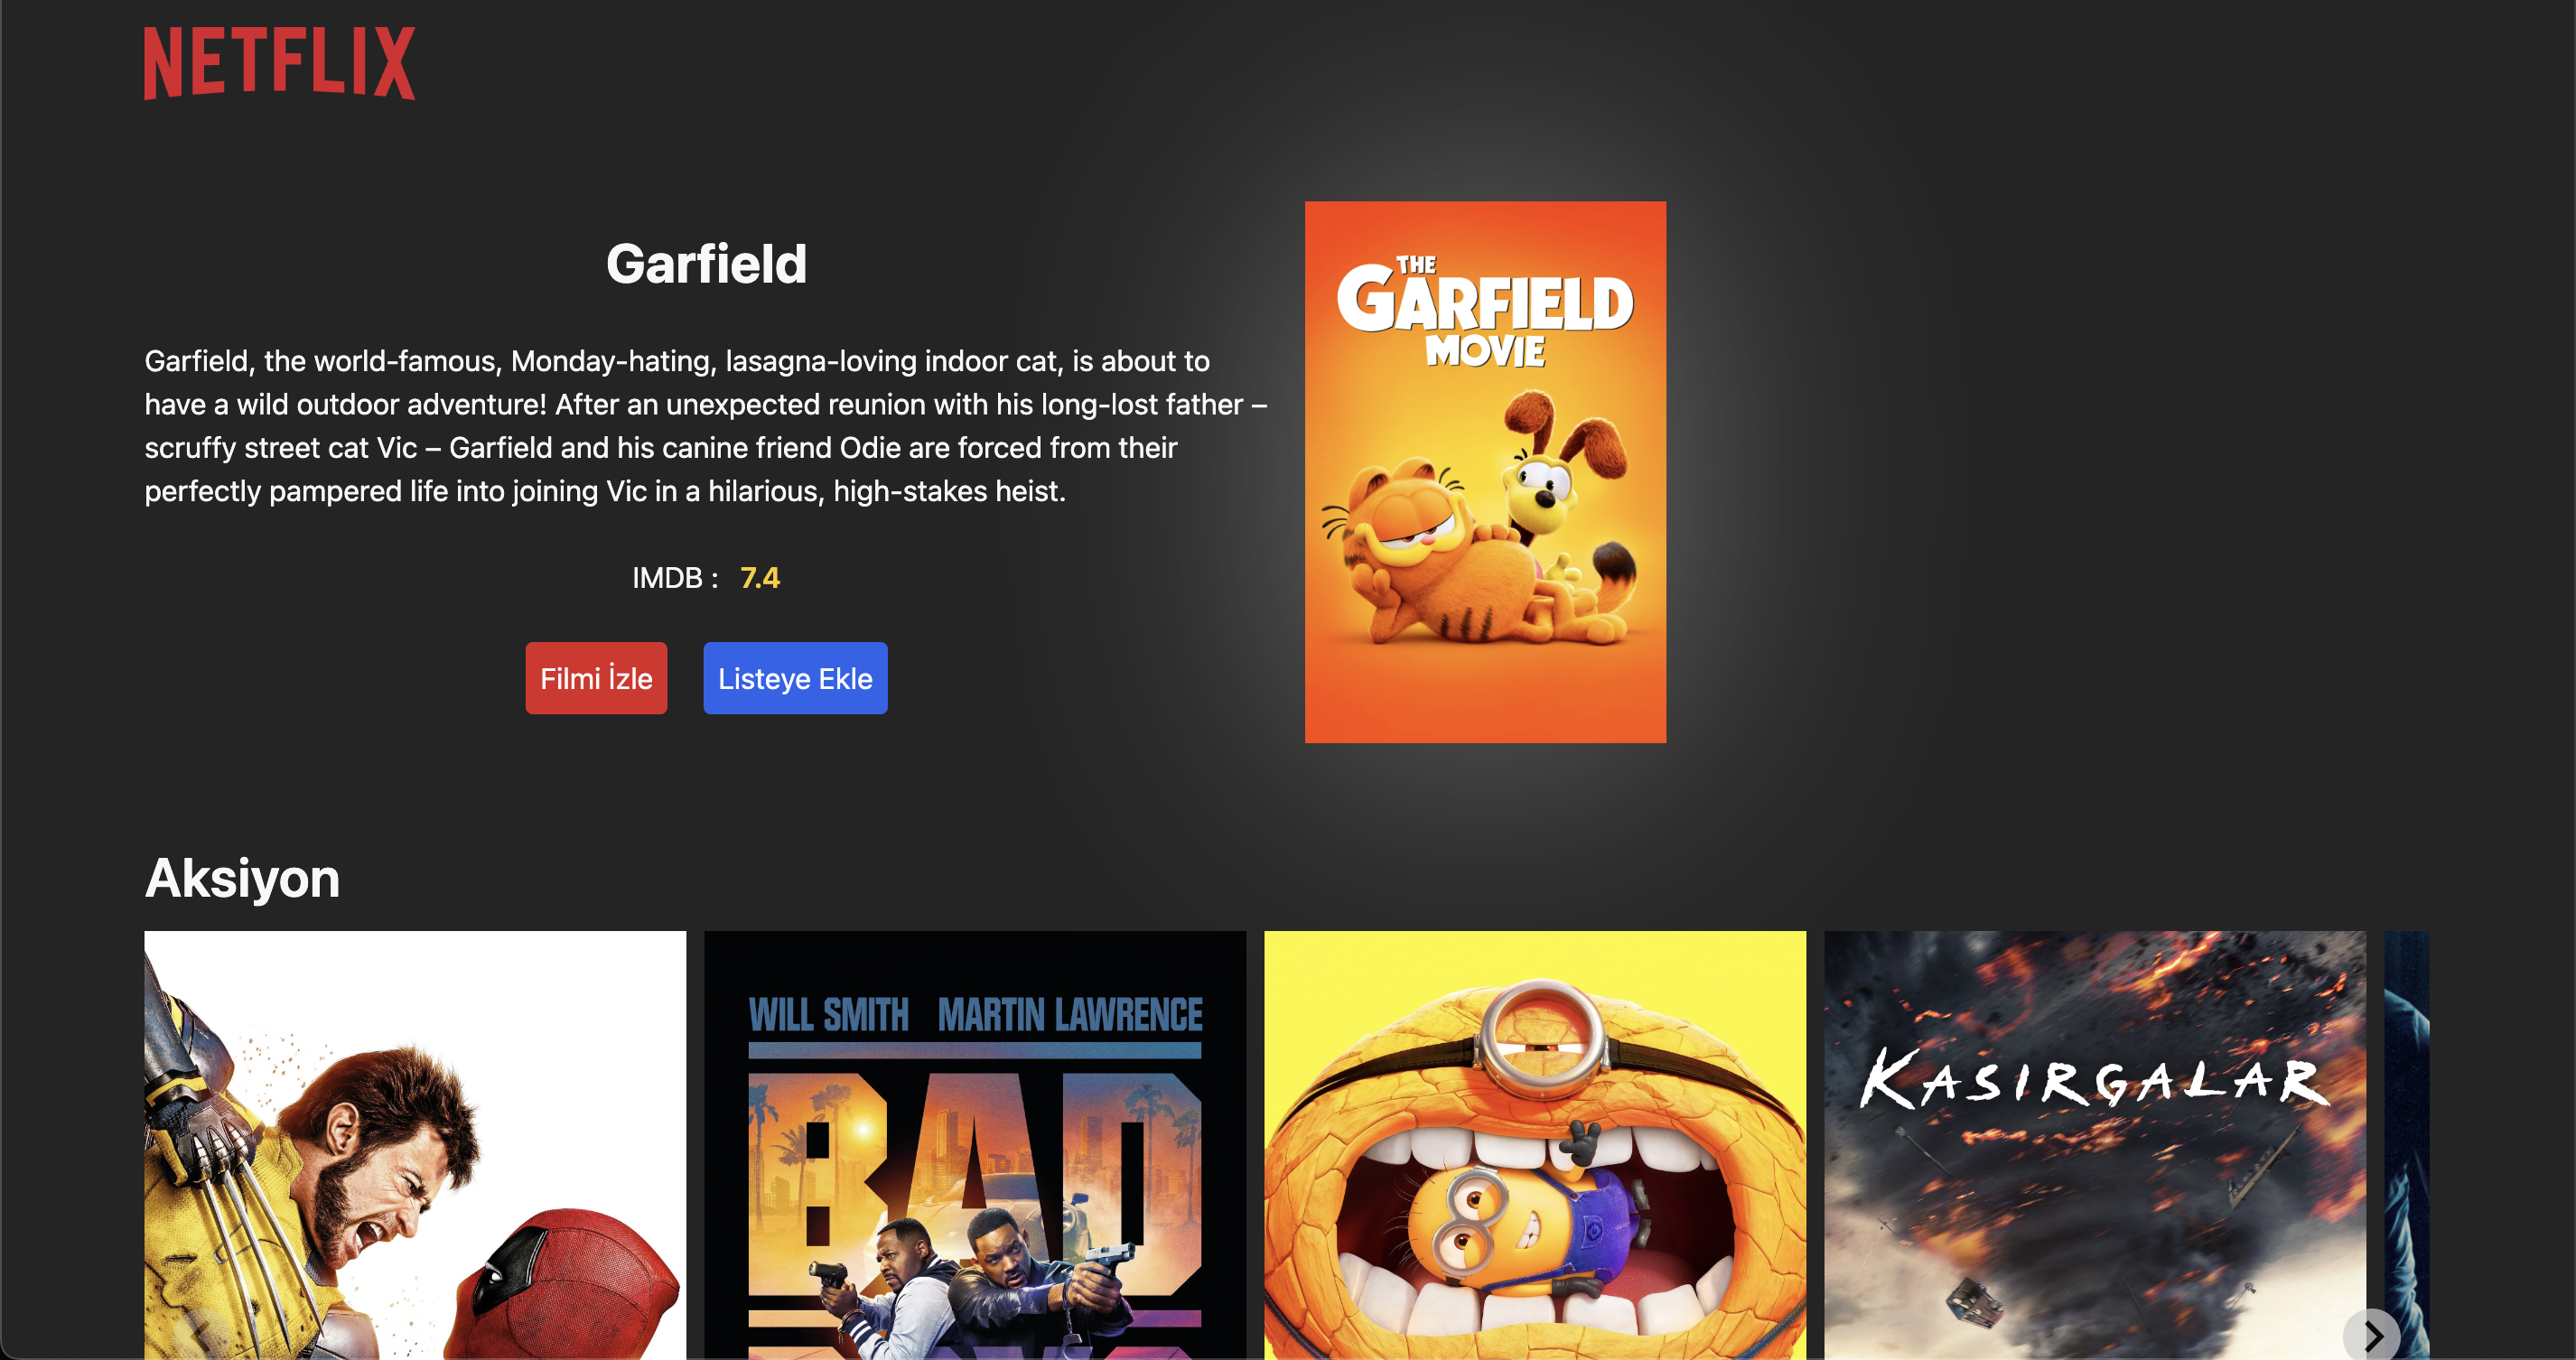 NETFLIX
Garfield
Garfield, the world-famous, Monday-hating, lasagna-loving indoor cat, is about to
have a wild outdoor adventure! After an unexpected reunion with his long-lost father –
scruffy street cat Vic – Garfield and his canine friend Odie are forced from their
perfectly pampered life into joining Vic in a hilarious, high-stakes heist.
IMDB : 7.4
Filmi İzle Listeye Ekle
THE
GARFIELD
MOVIE
Aksiyon
WILL SMITH MARTIN LAWRENCE
BAD
KASIRGALAR